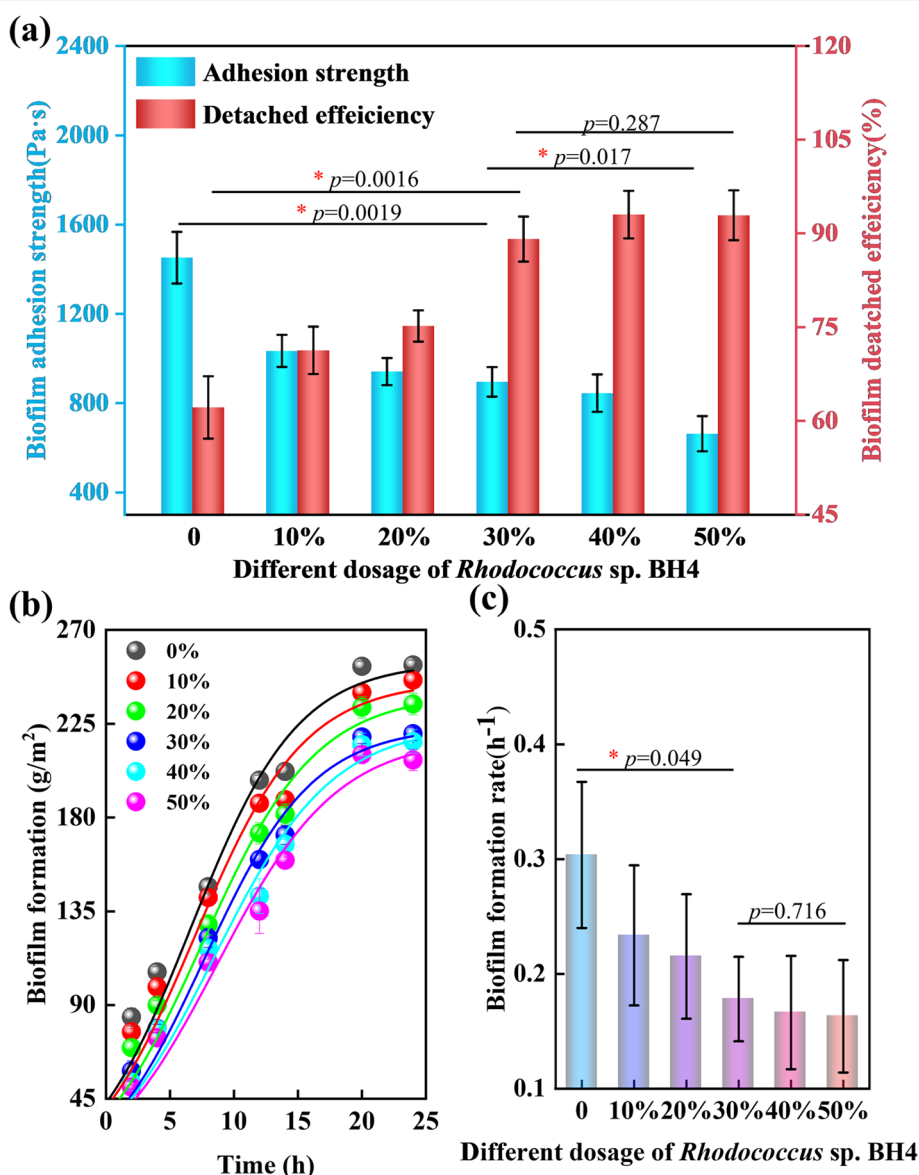 (a)
2400
2000
1600
1200
800
400
Biofilm adhesion strength(Pa·s)
Adhesion strength
Detached effeiciency
p=0.287
* p=0.017
* p=0.0016
* p=0.0019
120
105
90
75
60
45
Biofilm deatched effeiciency(%)
0 10% 20% 30% 40% 50%
Different dosage of Rhodococcus sp. BH4
(b)
270
225
180
135
90
45
Biofilm formation (g/m²)
0%
10%
20%
30%
40%
50%
0 5 10 15 20 25
Time (h)
(c)
0.5
0.4
0.3
0.2
0.1
Biofilm formation rate(h⁻¹)
* p=0.049
p=0.716
0 10% 20% 30% 40% 50%
Different dosage of Rhodococcus sp. BH4